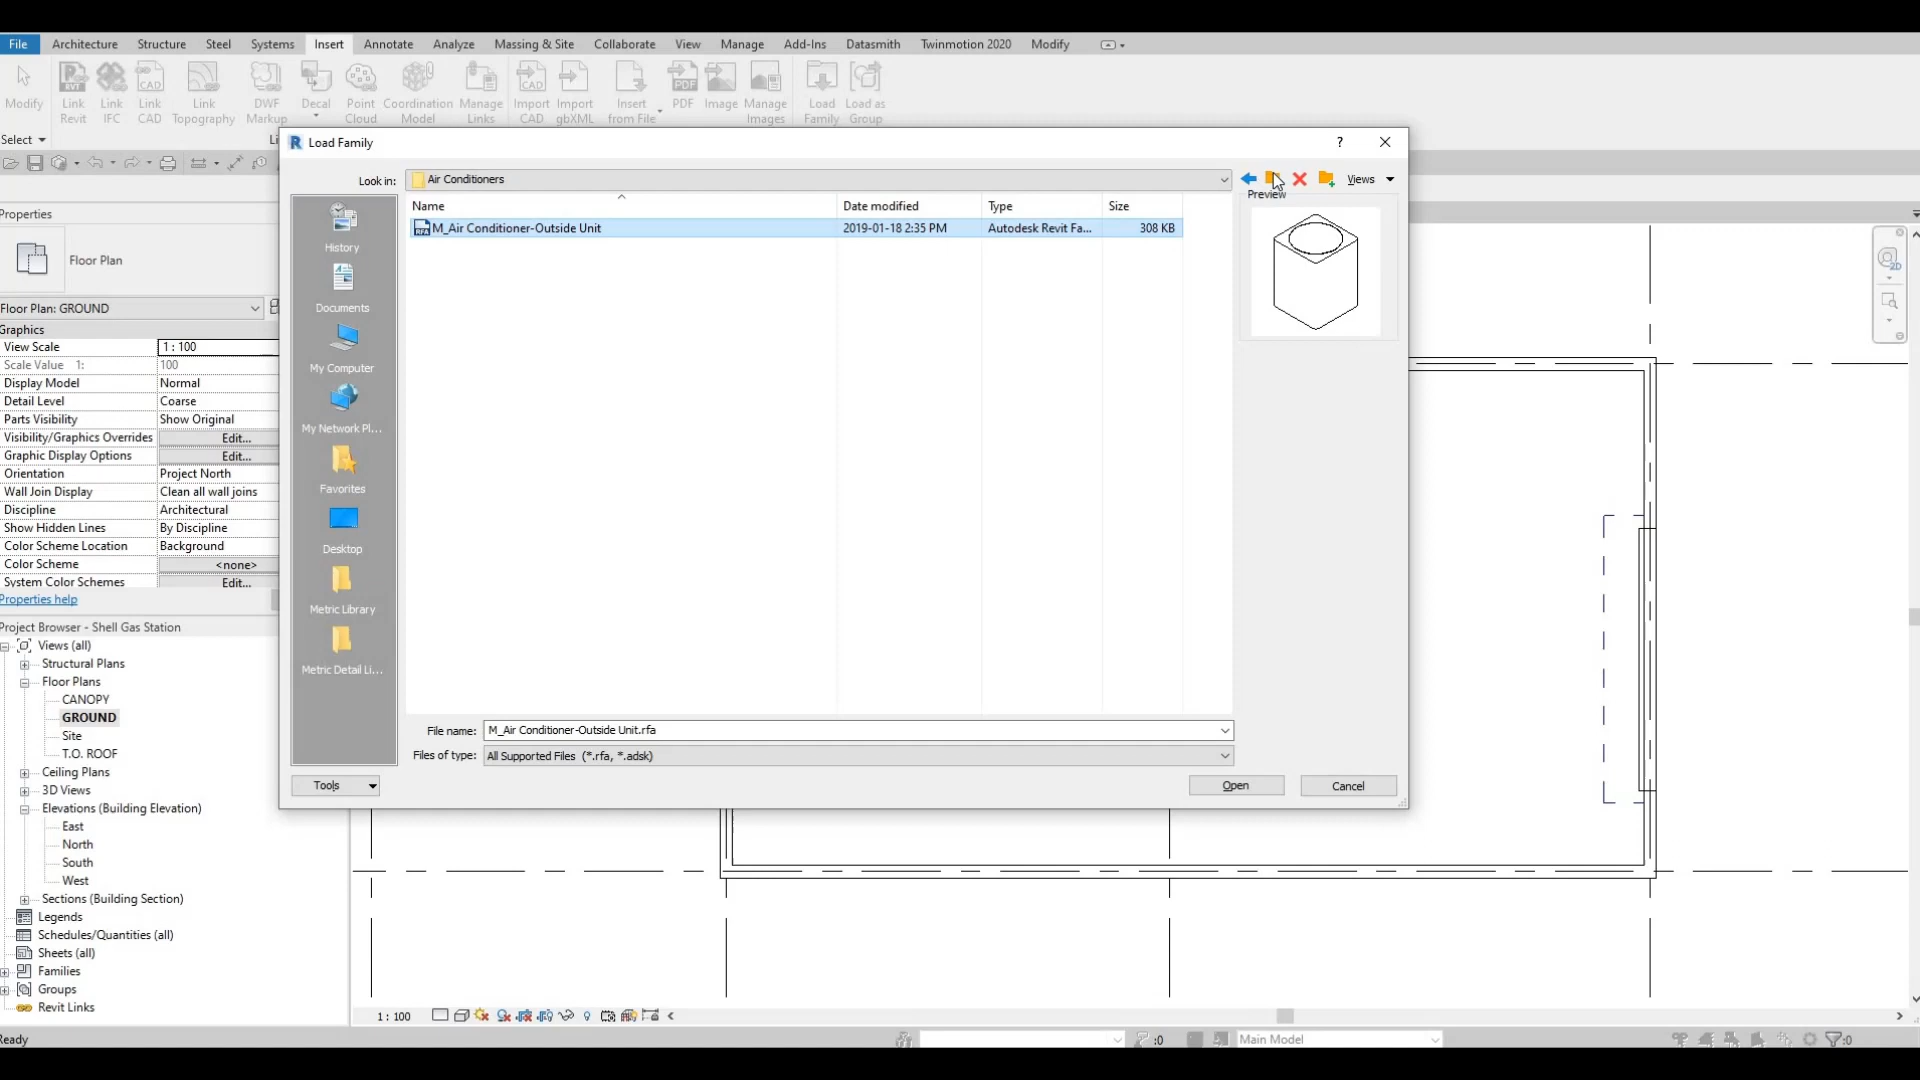 File Architecture Structure Steel Systems Insert Annotate Analyze Massing & Site Collaborate View Manage Add-Ins Datasmith Twinmotion 2020 Modify
Modify
Link Revit
Link IFC
Link CAD
Link Topography
DWF Markup
Decal
Point Cloud
Coordination Model
Manage Links
Import CAD
Import gbXML
Insert from File
PDF
Image
Manage Images
Load Family
Load as Group
Select
Load Family
?
Look in: Air Conditioners
Views
Preview
Name Date modified Type Size
M_Air Conditioner-Outside Unit 2019-01-18 2:35 PM Autodesk Revit Fa... 308 KB
History
Documents
My Computer
My Network Pl...
Favorites
Desktop
Metric Library
Metric Detail Li...
File name: M_Air Conditioner-Outside Unit.rfa
Files of type: All Supported Files (*.rfa, *.adsk)
Tools
Open
Cancel
Properties
Floor Plan
Floor Plan: GROUND
Graphics
View Scale 1 : 100
Scale Value 1: 100
Display Model Normal
Detail Level Coarse
Parts Visibility Show Original
Visibility/Graphics Overrides Edit...
Graphic Display Options Edit...
Orientation Project North
Wall Join Display Clean all wall joins
Discipline Architectural
Show Hidden Lines By Discipline
Color Scheme Location Background
Color Scheme <none>
System Color Schemes Edit...
Properties help
Project Browser - Shell Gas Station
Views (all)
Structural Plans
Floor Plans
CANOPY
GROUND
Site
T.O. ROOF
Ceiling Plans
3D Views
Elevations (Building Elevation)
East
North
South
West
Sections (Building Section)
Legends
Schedules/Quantities (all)
Sheets (all)
Families
Groups
Revit Links
1 : 100
Ready
:0
Main Model
:0